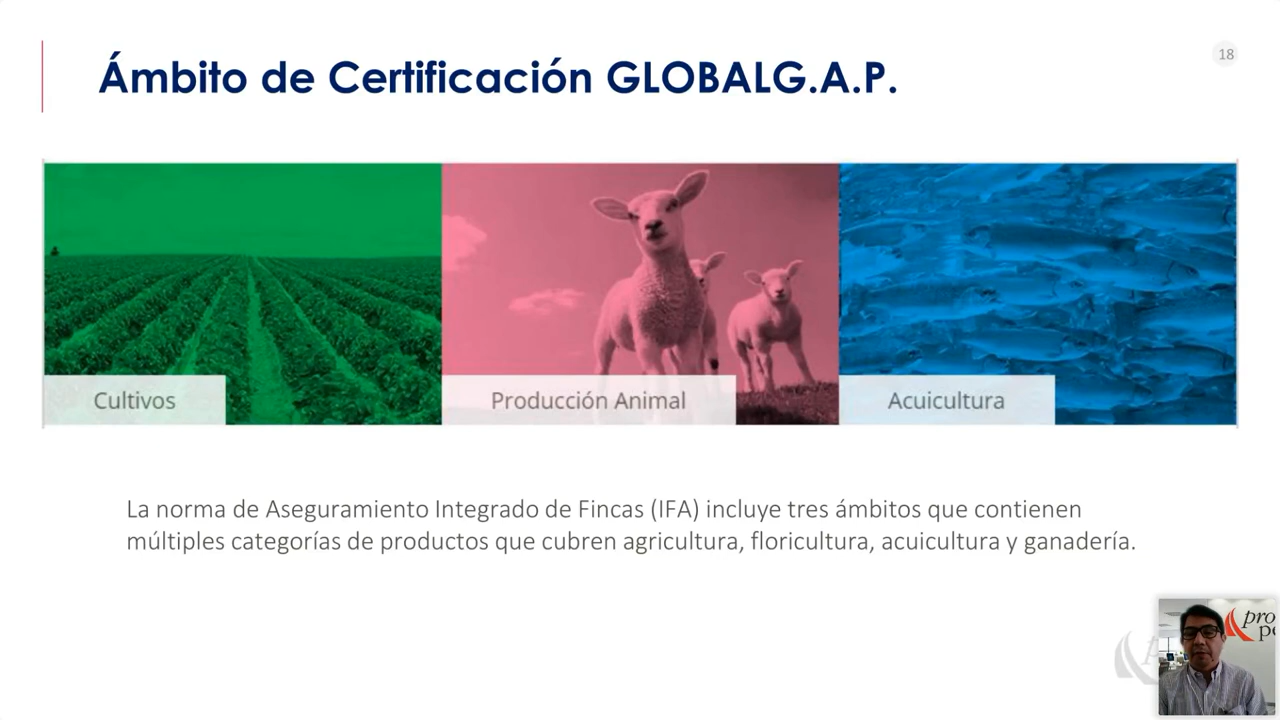 Ámbito de Certificación GLOBALG.A.P.
18
Cultivos
Producción Animal
Acuicultura
La norma de Aseguramiento Integrado de Fincas (IFA) incluye tres ámbitos que contienen
múltiples categorías de productos que cubren agricultura, floricultura, acuicultura y ganadería.
pro